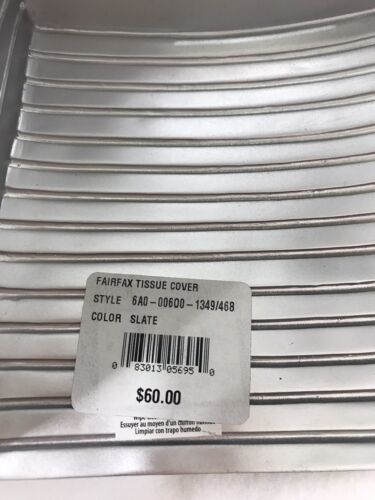 FAIRFAX TISSUE COVER
STYLE 6A0-00600-1349/468
COLOR SLATE
0 83013 05695 0
$60.00
Essuyer au moyen d'un chiffon
Limpiar con trapo humedo